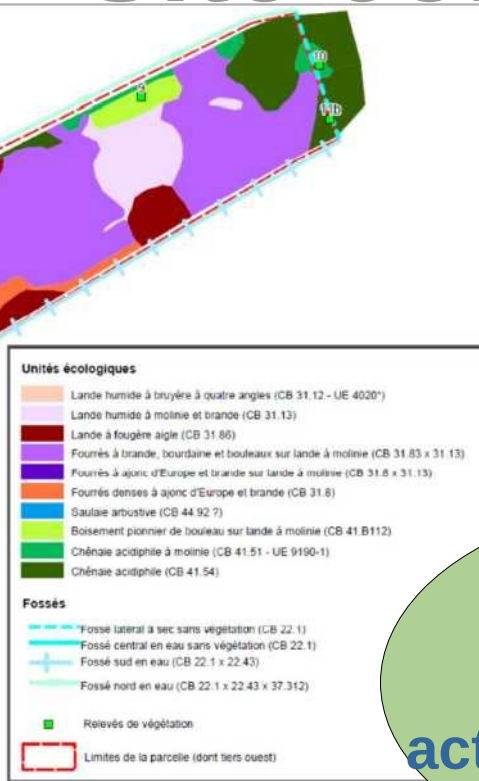 9
10
11b
Unités écologiques
Lande humide à bruyère à quatre angles (CB 31.12 - UE 4020*)
Lande humide à molinie et brande (CB 31.13)
Lande à fougère aigle (CB 31.86)
Fourrés à brande, bourdaine et bouleaux sur lande à molinie (CB 31.83 x 31.13)
Fourrés à ajonc d'Europe et brande sur lande à molinie (CB 31.8 x 31.13)
Fourrés denses à ajonc d'Europe et brande (CB 31.8)
Saulaie arbustive (CB 44.92 ?)
Boisement pionnier de bouleau sur lande à molinie (CB 41.B112)
Chênaie acidiphile à molinie (CB 41.51 - UE 9190-1)
Chênaie acidiphile (CB 41.54)
Fossés
Fossé latéral à sec sans végétation (CB 22.1)
Fossé central en eau sans végétation (CB 22.1)
Fossé sud en eau (CB 22.1 x 22.43)
Fossé nord en eau (CB 22.1 x 22.43 x 37.312)
Relevés de végétation
Limites de la parcelle (dont tiers ouest)
act